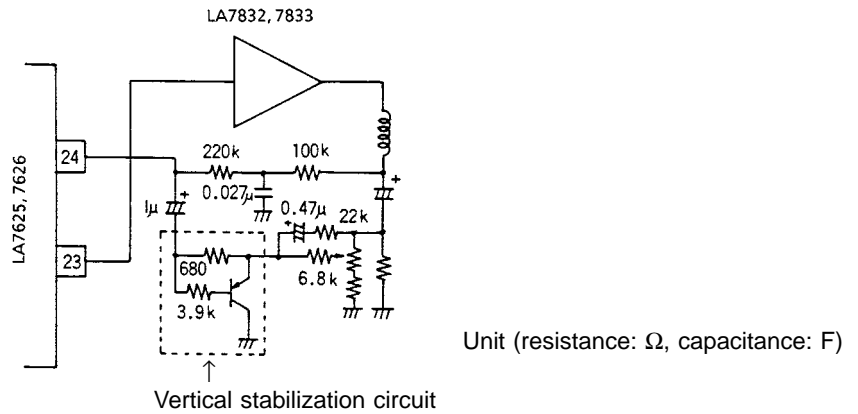 LA7832, 7833
LA7625, 7626
24
23
220k
100k
0.027μ
1μ
+
+
0.47μ
+
22k
680
6.8k
3.9k
Unit (resistance: Ω, capacitance: F)
↑
Vertical stabilization circuit